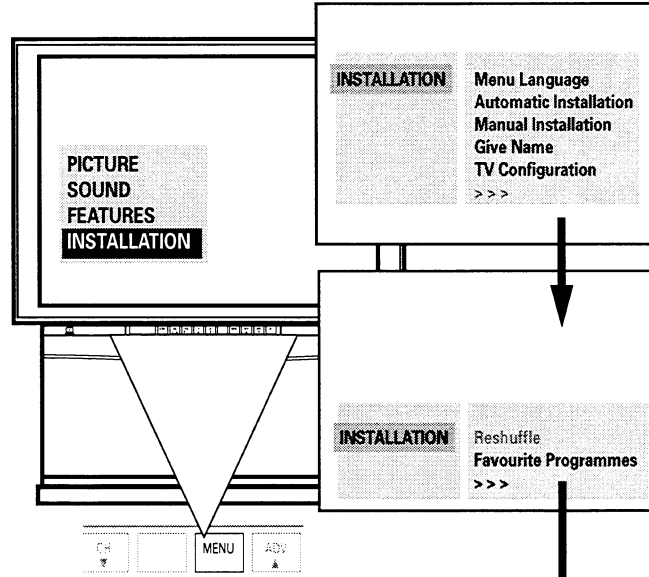 PICTURE
SOUND
FEATURES
INSTALLATION
INSTALLATION
Menu Language
Automatic Installation
Manual Installation
Give Name
TV Configuration
> > >
INSTALLATION
Reshuffle
Favourite Programmes
> > >
CH
MENU
ADV